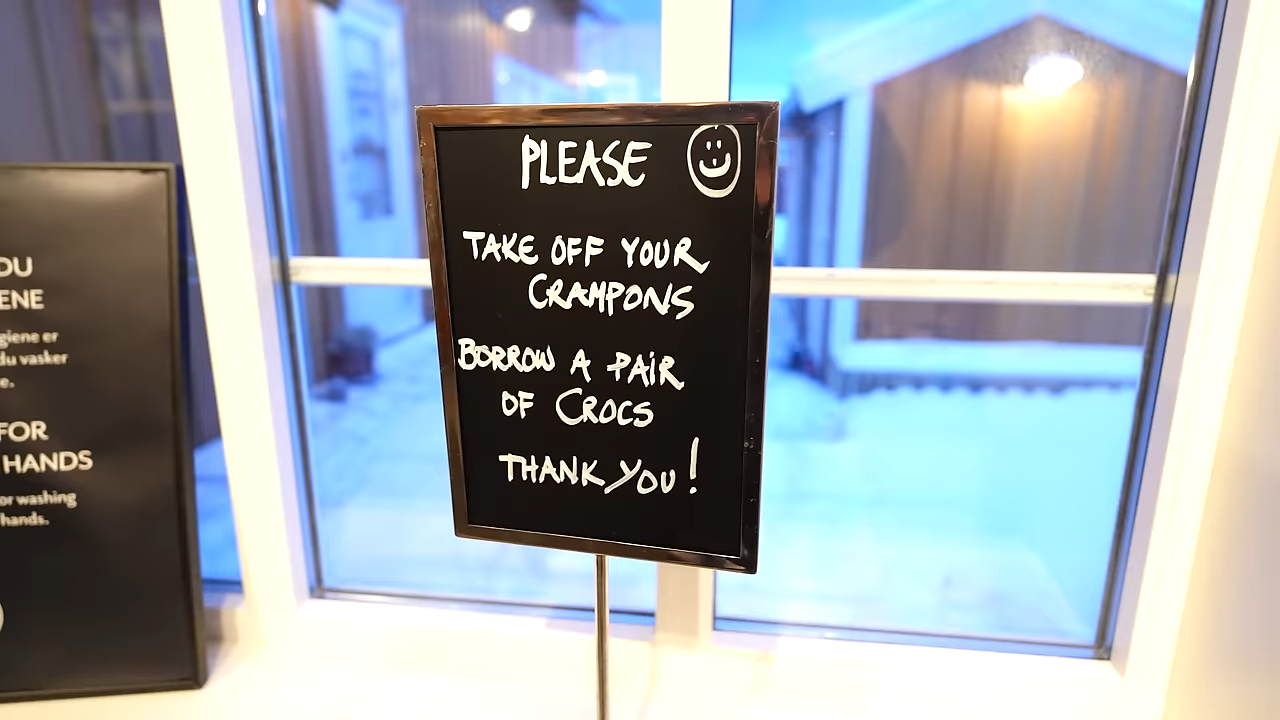 PLEASE
TAKE OFF YOUR
CRAMPONS
BORROW A PAIR
OF CROCS
THANK YOU!
DU
ENE
giene er
du vasker
e.
FOR
HANDS
or washing
hands.